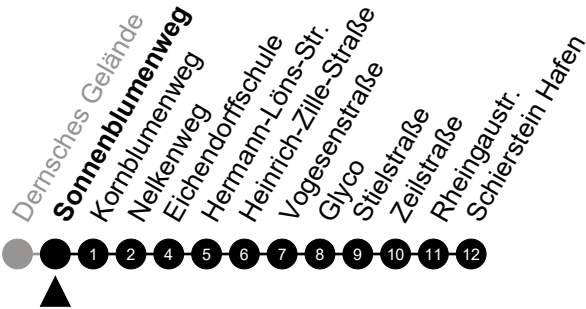 Dernsches Gelände
Sonnenblumenweg
Kornblumenweg
Nelkenweg
Eichendorffschule
Hermann-Löns-Str.
Heinrich-Zille-Straße
Vogesenstraße
Glyco
Stielstraße
Zeilstraße
Rheingaustr.
Schierstein Hafen
1 2 4 5 6 7 8 9 10 11 12